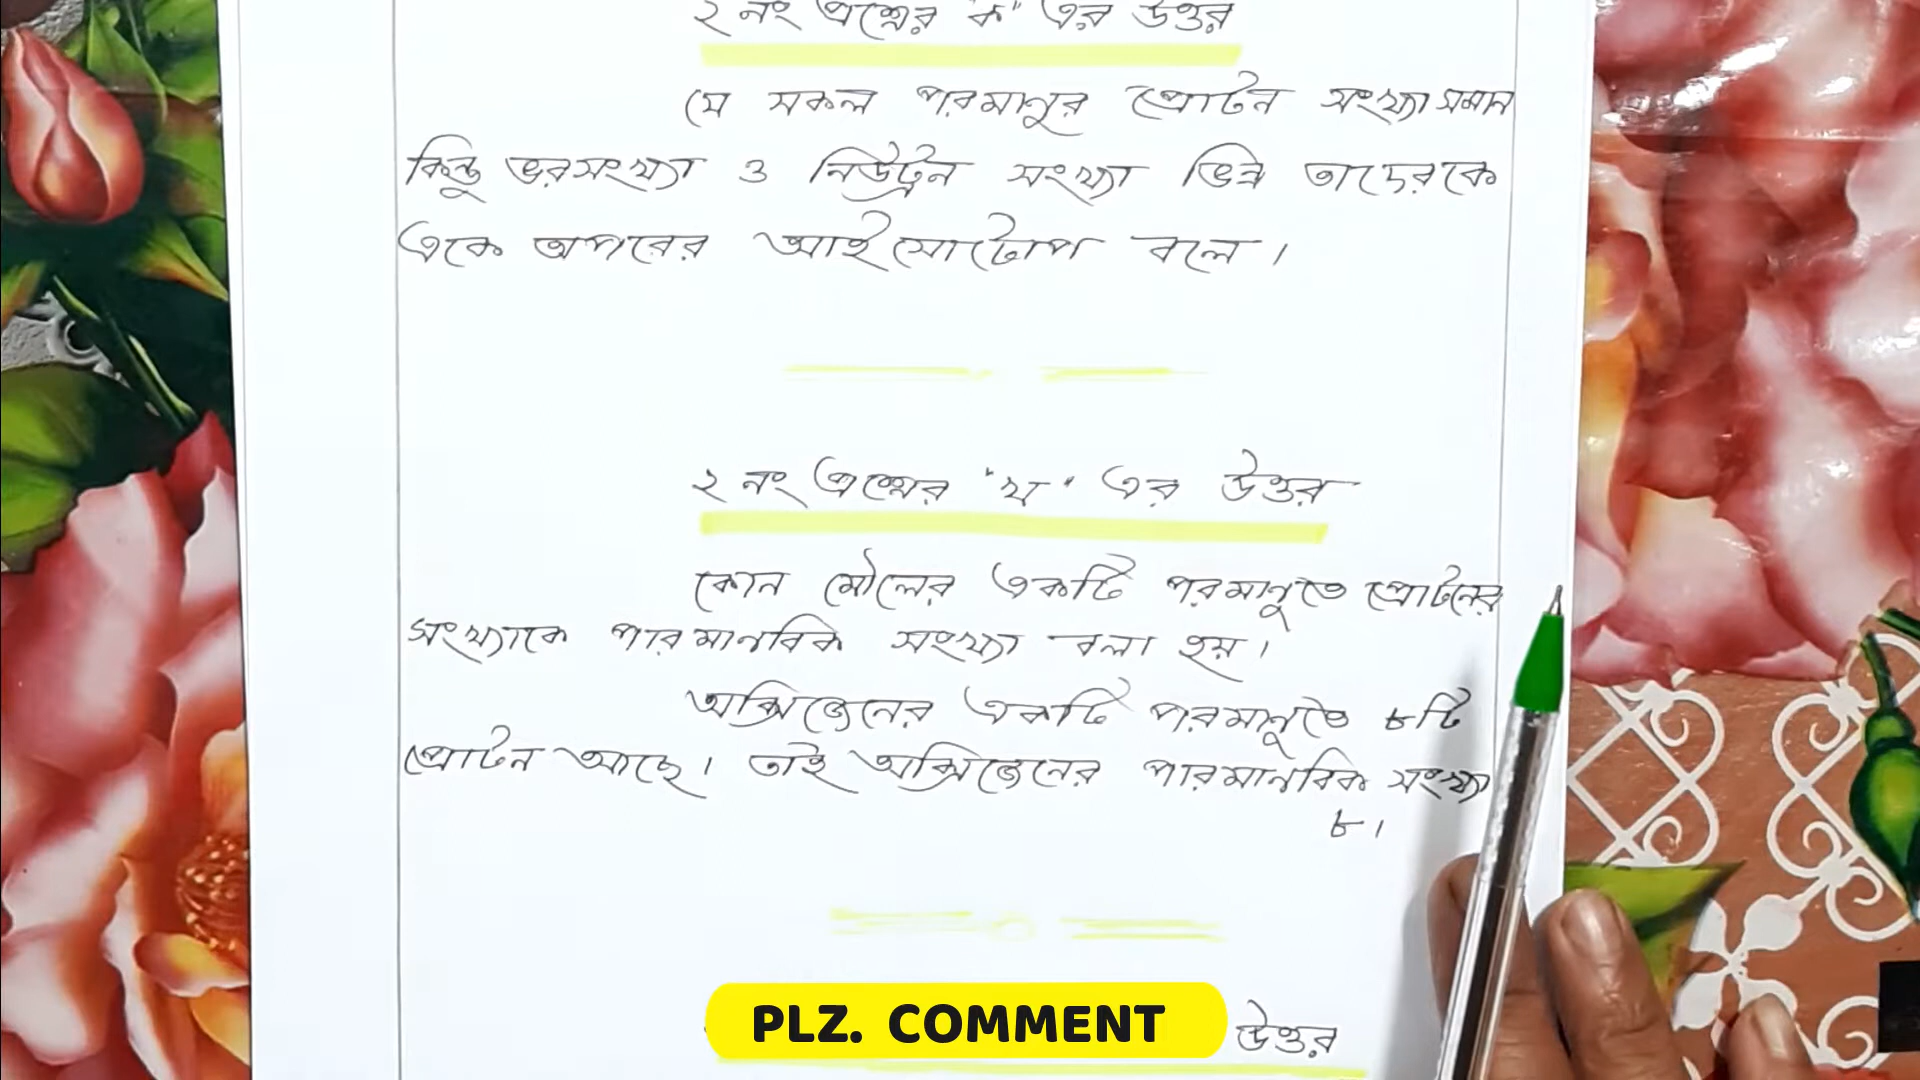 ২ নং প্রশ্নের "ক" এর উত্তর
যে সকল পরমাণুর প্রোটন সংখ্যা সমান
কিন্তু ভরসংখ্যা ও নিউট্রন সংখ্যা ভিন্ন তাদেরকে
একে অপরের আইসোটোপ বলে।
২ নং প্রশ্নের "খ" এর উত্তর
কোন মৌলের একটি পরমাণুতে প্রোটনের
সংখ্যাকে পারমানবিক সংখ্যা বলা হয়।
অক্সিজেনের একটি পরমাণুতে ৮টি
প্রোটন আছে। তাই অক্সিজেনের পারমানবিক সংখ্যা
৮।
PLZ. COMMENT
উত্তর